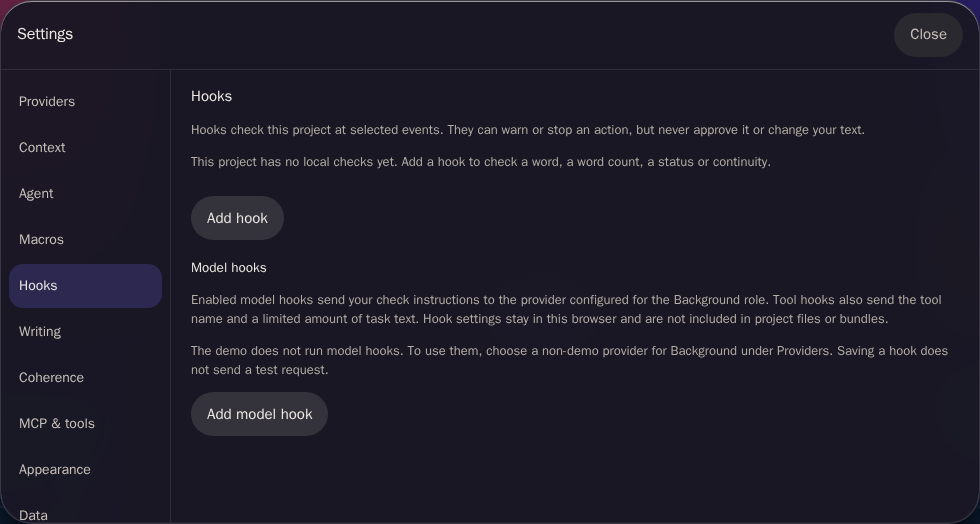 Settings
Close
Providers
Context
Agent
Macros
Hooks
Writing
Coherence
MCP & tools
Appearance
Data
Hooks
Hooks check this project at selected events. They can warn or stop an action, but never approve it or change your text.
This project has no local checks yet. Add a hook to check a word, a word count, a status or continuity.
Add hook
Model hooks
Enabled model hooks send your check instructions to the provider configured for the Background role. Tool hooks also send the tool
name and a limited amount of task text. Hook settings stay in this browser and are not included in project files or bundles.
The demo does not run model hooks. To use them, choose a non-demo provider for Background under Providers. Saving a hook does
not send a test request.
Add model hook